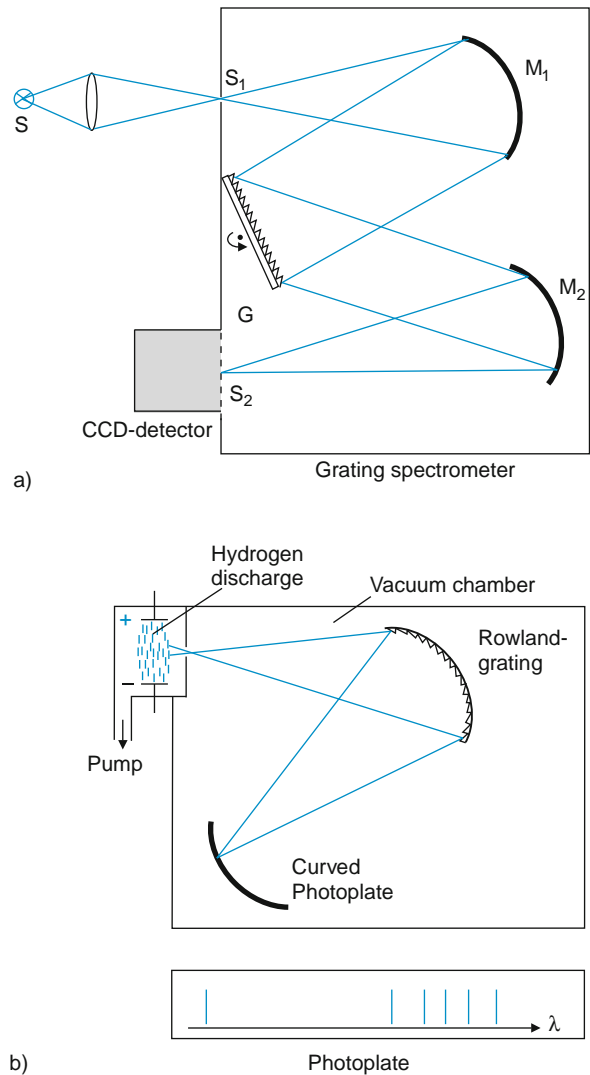 S
S1
M1
M2
G
S2
CCD-detector
Grating spectrometer
a)
Hydrogen
discharge
Vacuum chamber
+
Rowland-
grating
–
Pump
Curved
Photoplate
λ
b)
Photoplate